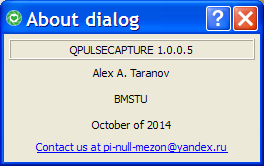 About dialog
QPULSECAPTURE 1.0.0.5
Alex A. Taranov
BMSTU
October of 2014
Contact us at pi-null-mezon@yandex.ru